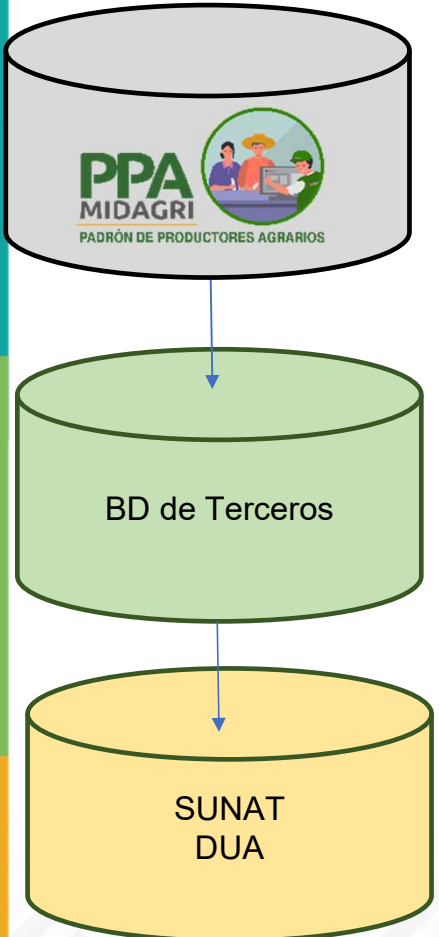 PPA
MIDAGRI
PADRÓN DE PRODUCTORES AGRARIOS
BD de Terceros
SUNAT
DUA